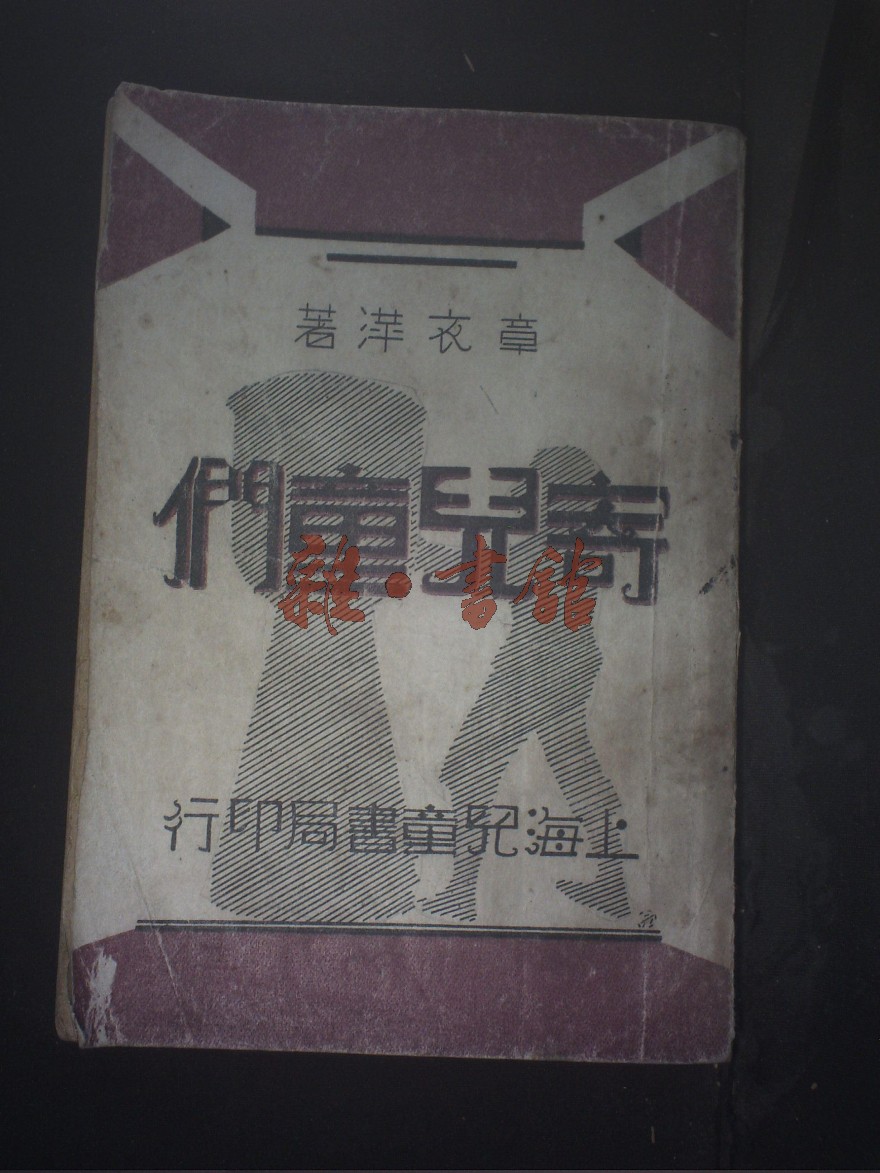 章衣萍著
寄兒童們
雜·書館
上海兒童書局印行